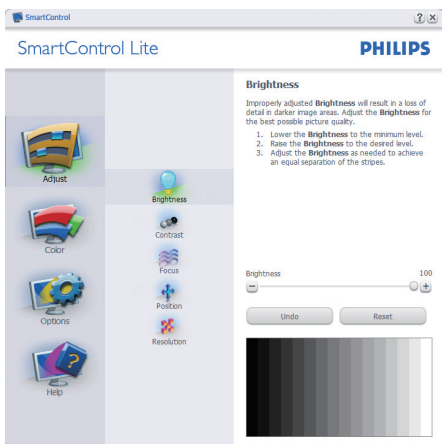 SmartControl
SmartControl Lite
PHILIPS
Adjust
Color
Options
Help
Brightness
Contrast
Focus
Position
Resolution
Brightness
Improperly adjusted Brightness will result in a loss of
detail in darker image areas. Adjust the Brightness for
the best possible picture quality.
1. Lower the Brightness to the minimum level.
2. Raise the Brightness to the desired level.
3. Adjust the Brightness as needed to achieve
an equal separation of the stripes.
Brightness 100
Undo Reset